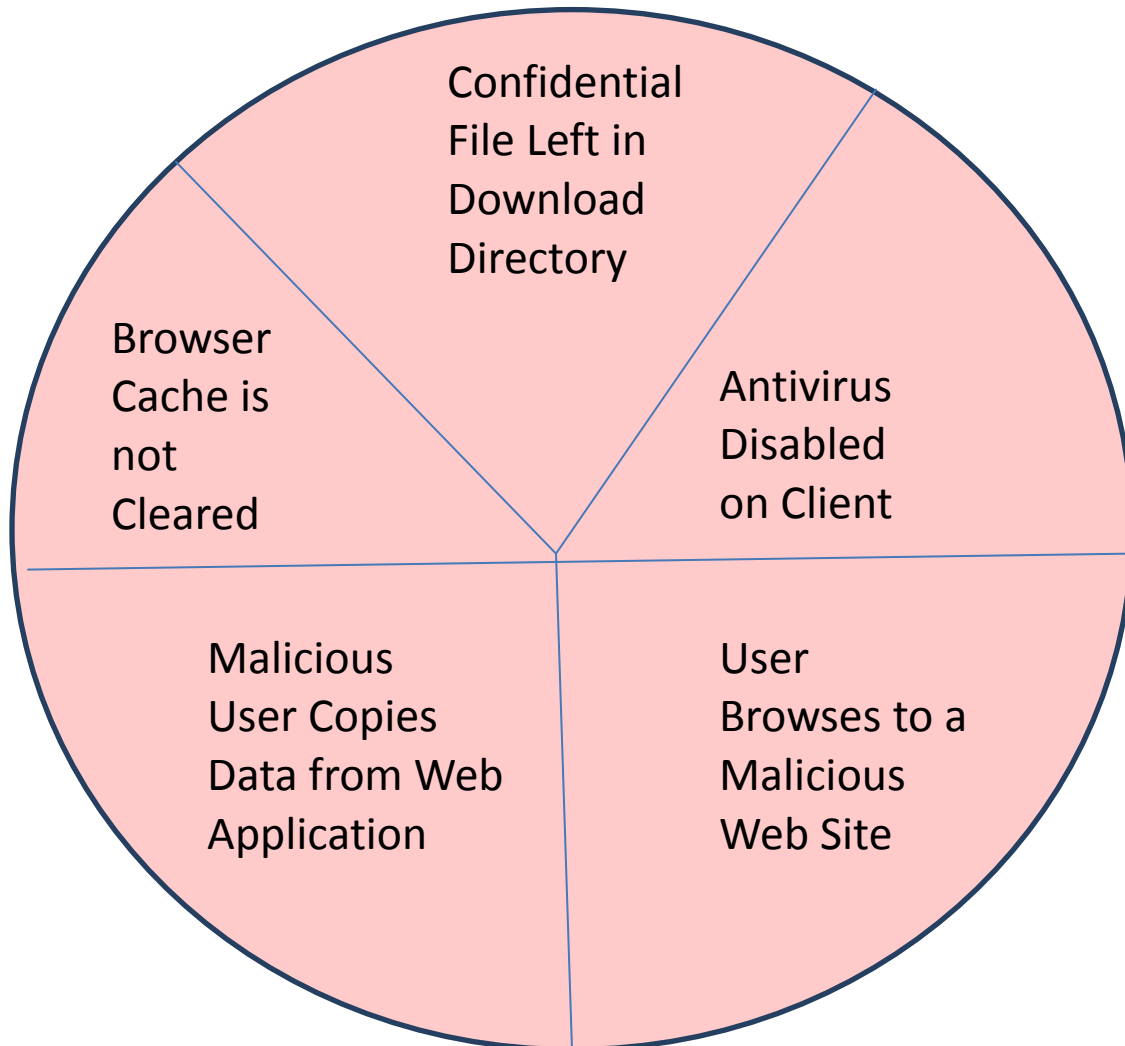 Confidential
File Left in
Download
Directory
Browser
Cache is
not
Cleared
Antivirus
Disabled
on Client
Malicious
User Copies
Data from Web
Application
User
Browses to a
Malicious
Web Site